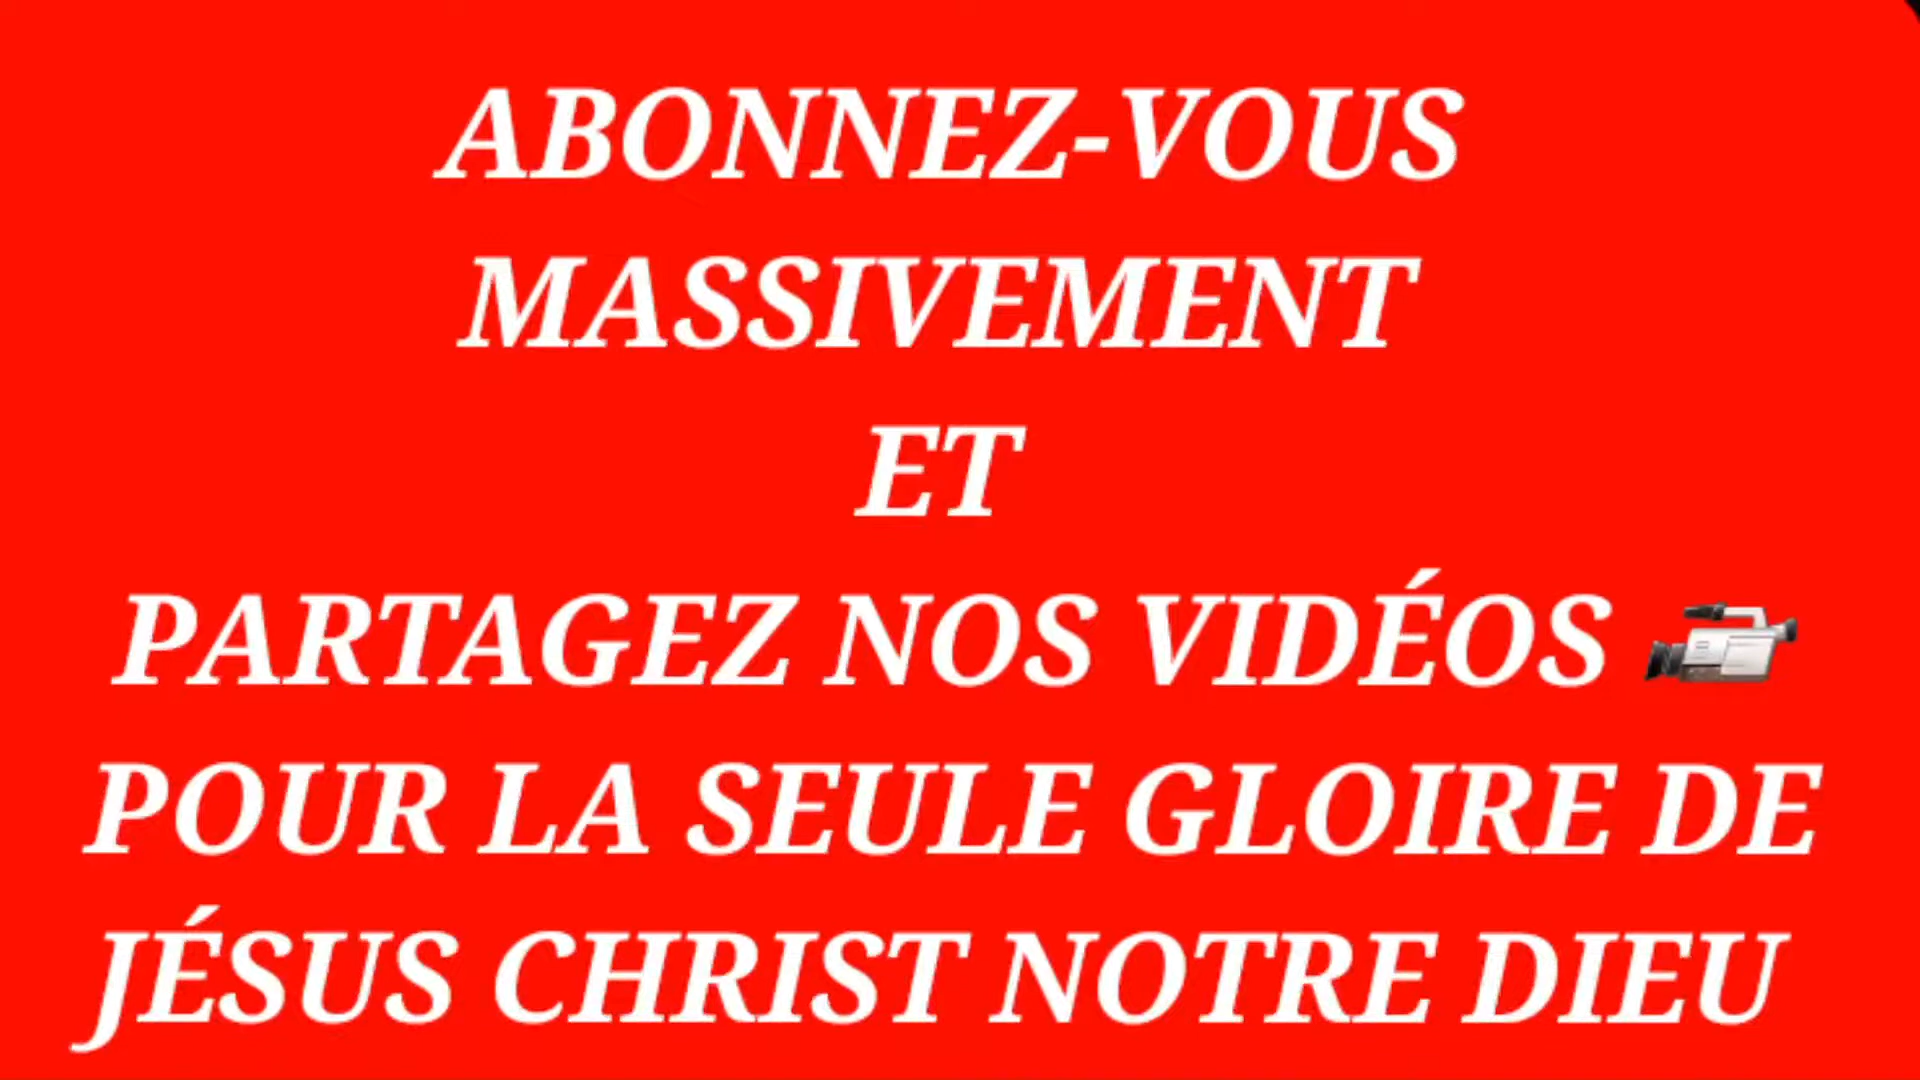 ABONNEZ-VOUS
MASSIVEMENT
ET
PARTAGEZ NOS VIDÉOS
POUR LA SEULE GLOIRE DE
JÉSUS CHRIST NOTRE DIEU